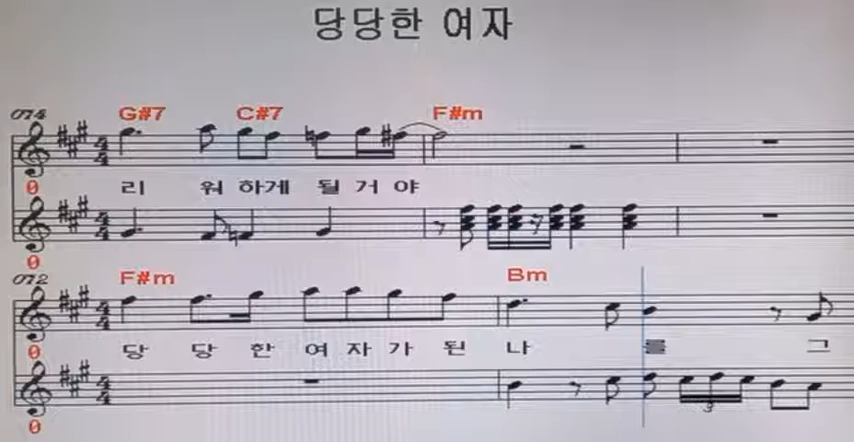 당당한 여자
074 G#7 C#7 F#m
리 워 하게 될 거 야
0
0
072 F#m Bm
0 당 당 한 여 자 가 된 나 를 그
3
0